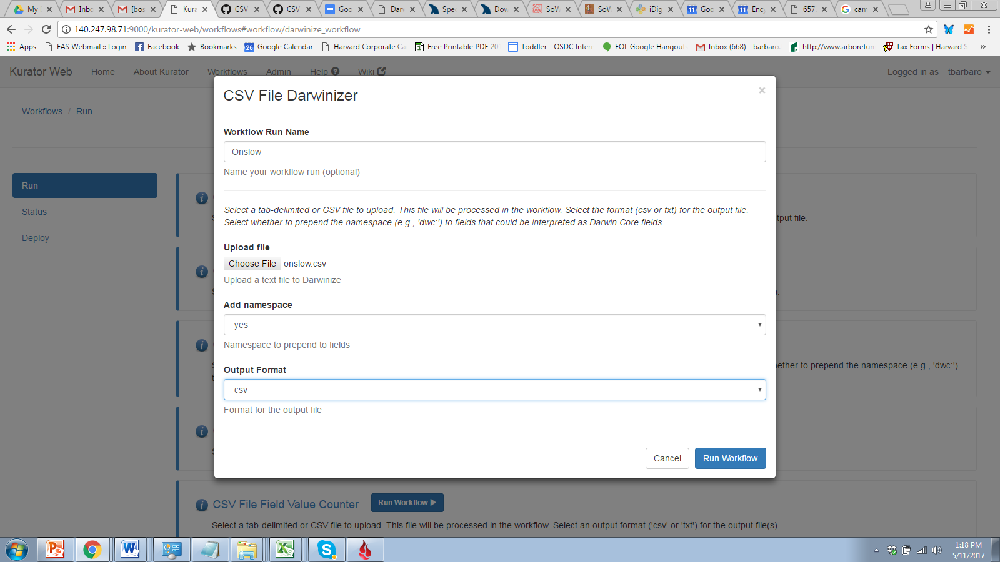 My
Inbo
[bos
Kura
CSV
CSV
Goo
Darw
Spec
Dow
SoW
SoW
iDig
Goo
Ency
657
cam
140.247.98.71:9000/kurator-web/workflows#workflow/darwinize_workflow
Apps
FAS Webmail :: Login
Facebook
Bookmarks
Google Calendar
Harvard Corporate Ca
Free Printable PDF 20
Toddler - OSDC Inter
EOL Google Hangout
Inbox (668) - barbaro
http://www.arboretum
Tax Forms | Harvard S
»
Kurator Web
Home
About Kurator
Workflows
Admin
Help
Wiki
Logged in as
tbarbaro
Workflows / Run
Run
Status
Deploy
CSV File Darwinizer
×
Workflow Run Name
Onslow
Name your workflow run (optional)
Select a tab-delimited or CSV file to upload. This file will be processed in the workflow. Select the format (csv or txt) for the output file.
Select whether to prepend the namespace (e.g., 'dwc:') to fields that could be interpreted as Darwin Core fields.
tput file.
Upload file
Choose File onslow.csv
Upload a text file to Darwinize
).
Add namespace
yes
Namespace to prepend to fields
ether to prepend the namespace (e.g., 'dwc:')
Output Format
csv
Format for the output file
Cancel
Run Workflow
CSV File Field Value Counter
Run Workflow
Select a tab-delimited or CSV file to upload. This file will be processed in the workflow. Select an output format ('csv' or 'txt') for the output file(s).
1:18 PM
5/11/2017